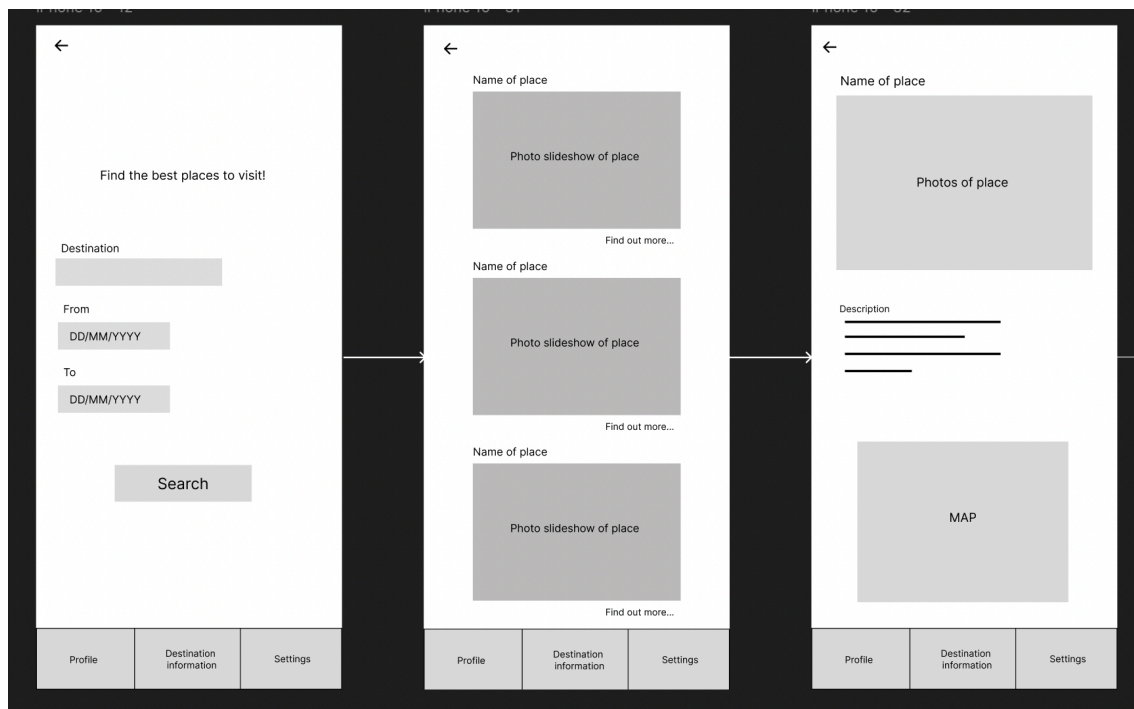 Find the best places to visit!
Destination
From
DD/MM/YYYY
To
DD/MM/YYYY
Search
Profile
Destination
information
Settings
Name of place
Photo slideshow of place
Find out more...
Name of place
Photo slideshow of place
Find out more...
Name of place
Photo slideshow of place
Find out more...
Profile
Destination
information
Settings
Name of place
Photos of place
Description
MAP
Profile
Destination
information
Settings